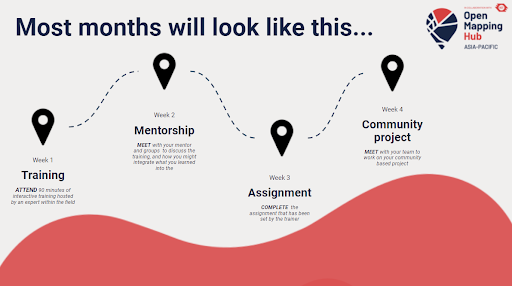 Most months will look like this...
Open
Mapping
Hub
ASIA-PACIFIC
Week 1
Training
ATTEND 90 minutes of
interactive training hosted
by an expert within the field
Week 2
Mentorship
MEET with your mentor
and groups to discuss the
training, and how you might
integrate what you learned
into the
Week 3
Assignment
COMPLETE the
assignment that has been
set by the trainer
Week 4
Community
project
MEET with your team to
work on your community
based project